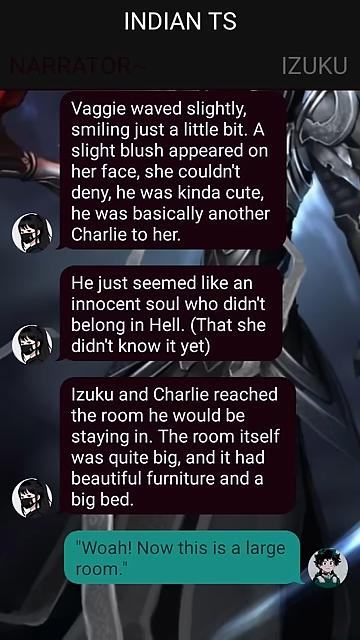 INDIAN TS
NARRATOR~ IZUKU
Vaggie waved slightly,
smiling just a little bit. A
slight blush appeared on
her face, she couldn't
deny, he was kinda cute,
he was basically another
Charlie to her.
He just seemed like an
innocent soul who didn't
belong in Hell. (That she
didn't know it yet)
Izuku and Charlie reached
the room he would be
staying in. The room itself
was quite big, and it had
beautiful furniture and a
big bed.
"Woah! Now this is a large
room."